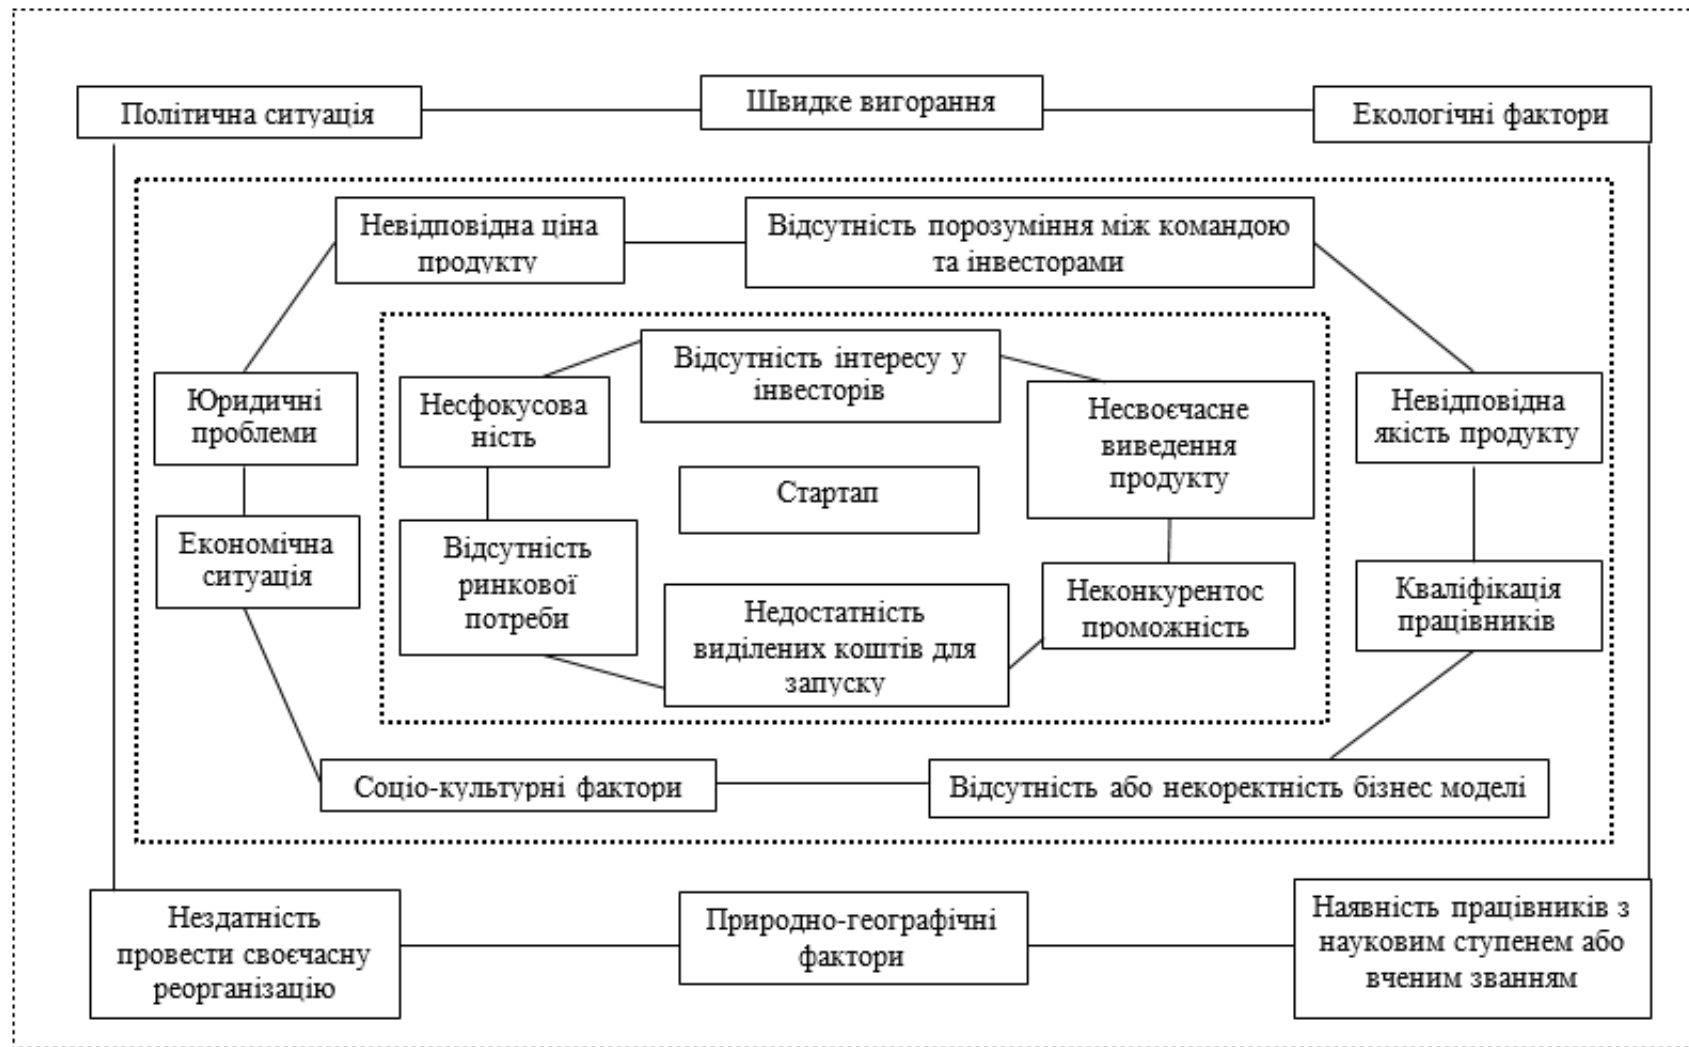 Політична ситуація
Швидке вигорання
Екологічні фактори
Невідповідна ціна
продукту
Відсутність порозуміння між командою
та інвесторами
Юридичні
проблеми
Несфокусова
ність
Відсутність інтересу у
інвесторів
Несвоєчасне
виведення
продукту
Невідповідна
якість продукту
Стартап
Економічна
ситуація
Відсутність
ринкової
потреби
Недостатність
виділених коштів для
запуску
Неконкурентос
проможність
Кваліфікація
працівників
Соціо-культурні фактори
Відсутність або некоректність бізнес моделі
Нездатність
провести своєчасну
реорганізацію
Природно-географічні
фактори
Наявність працівників з
науковим ступенем або
вченим званням